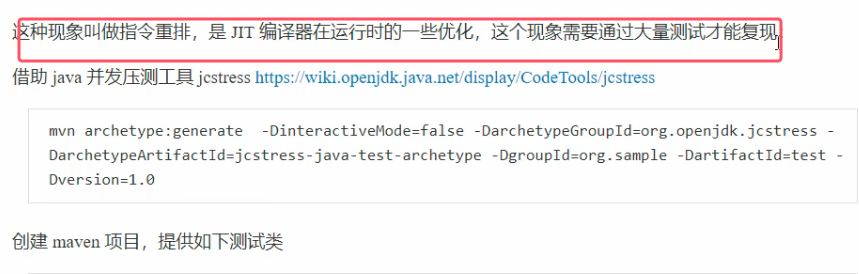 这种现象叫做指令重排，是 JIT 编译器在运行时的一些优化，这个现象需要通过大量测试才能复现
借助 java 并发压测工具 jcstress https://wiki.openjdk.java.net/display/CodeTools/jcstress
mvn archetype:generate  -DinteractiveMode=false -DarchetypeGroupId=org.openjdk.jcstress -
DarchetypeArtifactId=jcstress-java-test-archetype -DgroupId=org.sample -DartifactId=test -
Dversion=1.0
创建 maven 项目，提供如下测试类